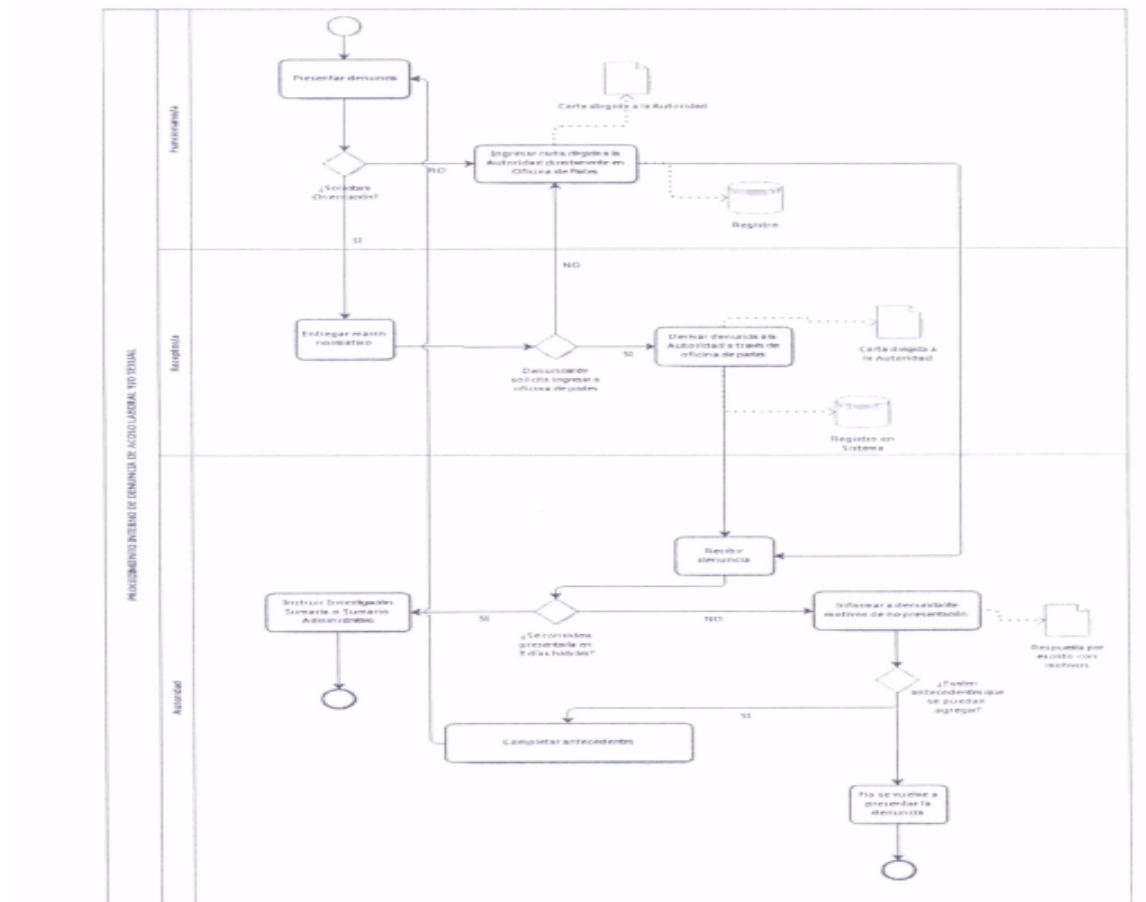 PROCEDIMIENTO INTERNO DE DENUNCIA DE ACOSO LABORAL Y/O SEXUAL
Funcionario/a
Presentar denuncia
Carta dirigida a la Autoridad
Ingresar carta dirigida a la
Autoridad directamente en
Oficina de Partes
NO
¿Solicitará
Orientación?
Registro
SI
Receptor/a
NO
Entregar marco
normativo
Denunciante
solicita ingresar a
oficina de partes
SI
Derivar denuncia a la
Autoridad a través de
oficina de partes
Carta dirigida a
la Autoridad
Registro en
Sistema
Autoridad
Recibir
denuncia
Instruir Investigación
Sumaria o Sumario
Administrativo
SI
¿Se considera
presentada en
días hábiles?
NO
Informar a denunciante
motivos de no presentación
Respuesta por
escrito con
motivos
¿Existen
antecedentes que
se puedan
agregar?
SI
Completar antecedentes
No se vuelve a
presentar la
denuncia